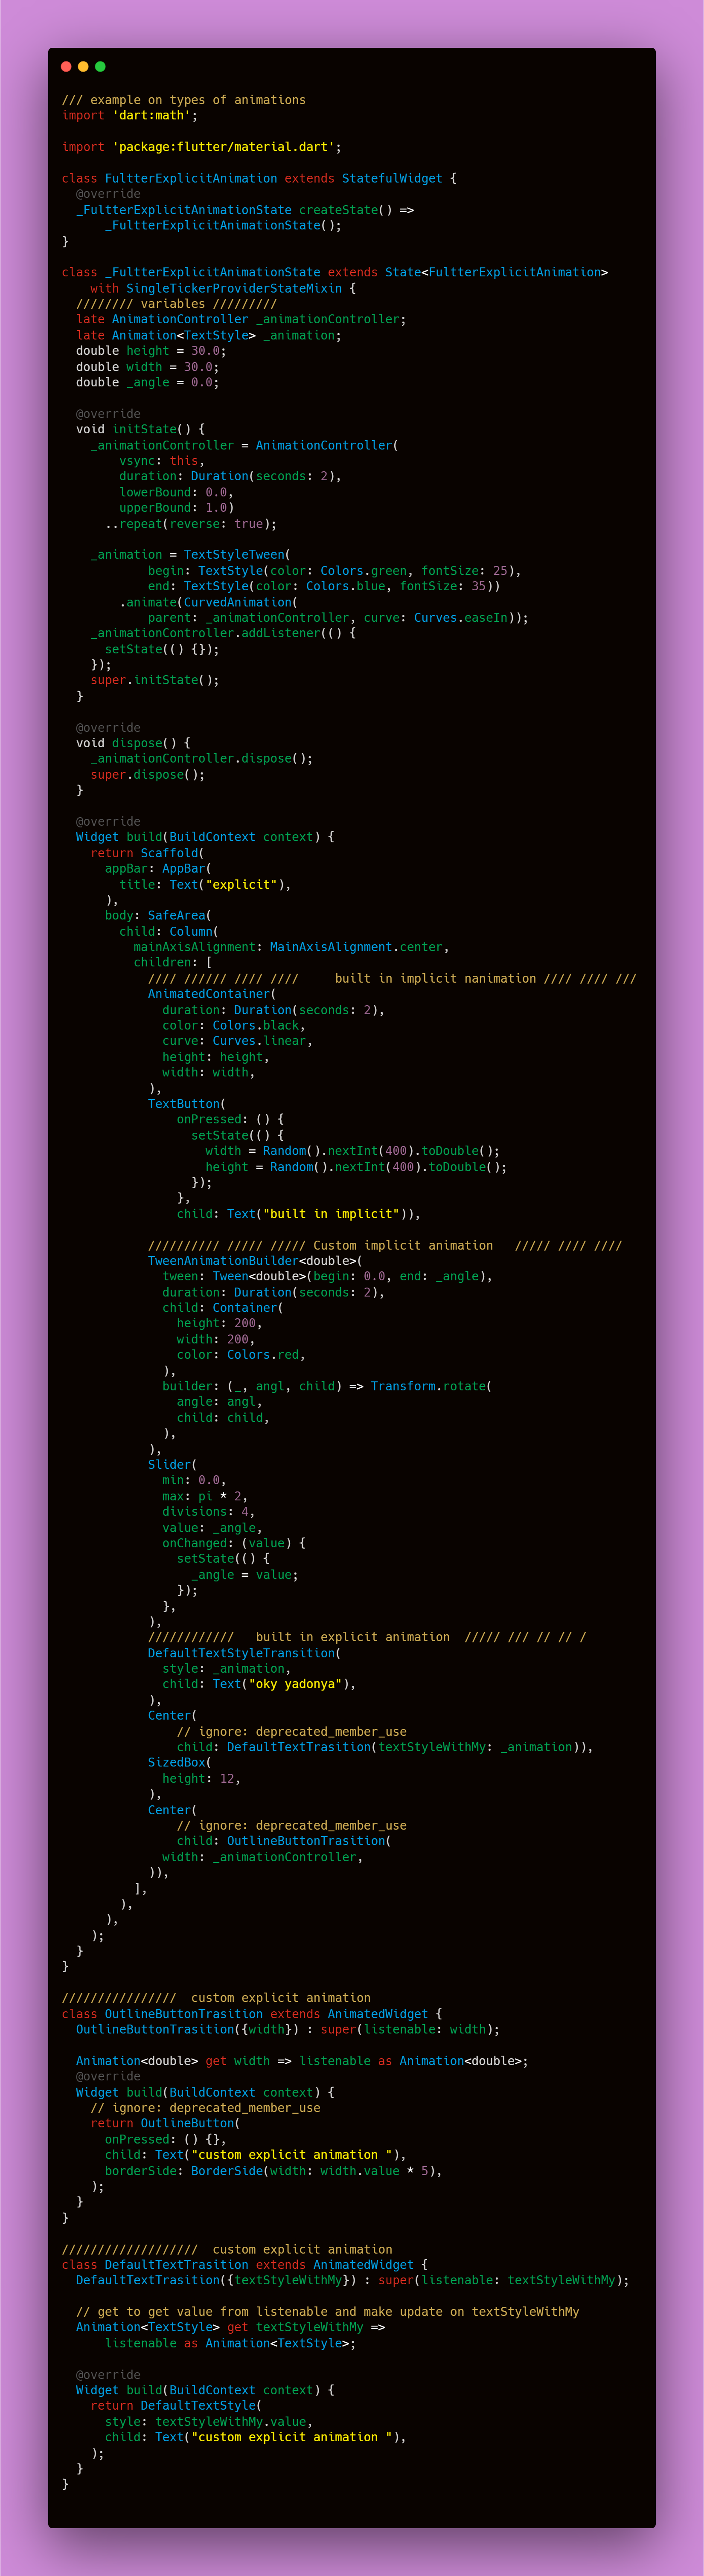 /// example on types of animations
import 'dart:math';

import 'package:flutter/material.dart';

class FultterExplicitAnimation extends StatefulWidget {
  @override
  _FultterExplicitAnimationState createState() =>
      _FultterExplicitAnimationState();
}

class _FultterExplicitAnimationState extends State<FultterExplicitAnimation>
    with SingleTickerProviderStateMixin {
  //////// variables /////////
  late AnimationController _animationController;
  late Animation<TextStyle> _animation;
  double height = 30.0;
  double width = 30.0;
  double _angle = 0.0;

  @override
  void initState() {
    _animationController = AnimationController(
        vsync: this,
        duration: Duration(seconds: 2),
        lowerBound: 0.0,
        upperBound: 1.0)
      ..repeat(reverse: true);

    _animation = TextStyleTween(
            begin: TextStyle(color: Colors.green, fontSize: 25),
            end: TextStyle(color: Colors.blue, fontSize: 35))
        .animate(CurvedAnimation(
            parent: _animationController, curve: Curves.easeIn));
    _animationController.addListener(() {
      setState(() {});
    });
    super.initState();
  }

  @override
  void dispose() {
    _animationController.dispose();
    super.dispose();
  }

  @override
  Widget build(BuildContext context) {
    return Scaffold(
      appBar: AppBar(
        title: Text("explicit"),
      ),
      body: SafeArea(
        child: Column(
          mainAxisAlignment: MainAxisAlignment.center,
          children: [
            //// ////// //// ////     built in implicit nanimation //// //// ///
            AnimatedContainer(
              duration: Duration(seconds: 2),
              color: Colors.black,
              curve: Curves.linear,
              height: height,
              width: width,
            ),
            TextButton(
                onPressed: () {
                  setState(() {
                    width = Random().nextInt(400).toDouble();
                    height = Random().nextInt(400).toDouble();
                  });
                },
                child: Text("built in implicit")),

            ////////// ///// ///// Custom implicit animation   ///// //// ////
            TweenAnimationBuilder<double>(
              tween: Tween<double>(begin: 0.0, end: _angle),
              duration: Duration(seconds: 2),
              child: Container(
                height: 200,
                width: 200,
                color: Colors.red,
              ),
              builder: (_, angl, child) => Transform.rotate(
                angle: angl,
                child: child,
              ),
            ),
            Slider(
              min: 0.0,
              max: pi * 2,
              divisions: 4,
              value: _angle,
              onChanged: (value) {
                setState(() {
                  _angle = value;
                });
              },
            ),
            ////////////   built in explicit animation  ///// /// // // /
            DefaultTextStyleTransition(
              style: _animation,
              child: Text("oky yadonya"),
            ),
            Center(
                // ignore: deprecated_member_use
                child: DefaultTextTrasition(textStyleWithMy: _animation)),
            SizedBox(
              height: 12,
            ),
            Center(
                // ignore: deprecated_member_use
                child: OutlineButtonTrasition(
              width: _animationController,
            )),
          ],
        ),
      ),
    );
  }
}

////////////////  custom explicit animation
class OutlineButtonTrasition extends AnimatedWidget {
  OutlineButtonTrasition({width}) : super(listenable: width);

  Animation<double> get width => listenable as Animation<double>;
  @override
  Widget build(BuildContext context) {
    // ignore: deprecated_member_use
    return OutlineButton(
      onPressed: () {},
      child: Text("custom explicit animation "),
      borderSide: BorderSide(width: width.value * 5),
    );
  }
}

///////////////////  custom explicit animation
class DefaultTextTrasition extends AnimatedWidget {
  DefaultTextTrasition({textStyleWithMy}) : super(listenable: textStyleWithMy);

  // get to get value from listenable and make update on textStyleWithMy
  Animation<TextStyle> get textStyleWithMy =>
      listenable as Animation<TextStyle>;

  @override
  Widget build(BuildContext context) {
    return DefaultTextStyle(
      style: textStyleWithMy.value,
      child: Text("custom explicit animation "),
    );
  }
}